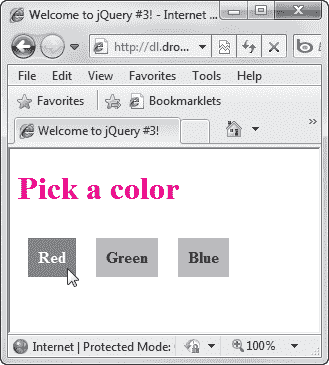 Welcome to jQuery #3! - Internet ...
http://dl.dro...
File Edit View Favorites Tools Help
Favorites Bookmarklets
Welcome to jQuery #3!
Pick a color
Red Green Blue
Internet | Protected Mode: 100%